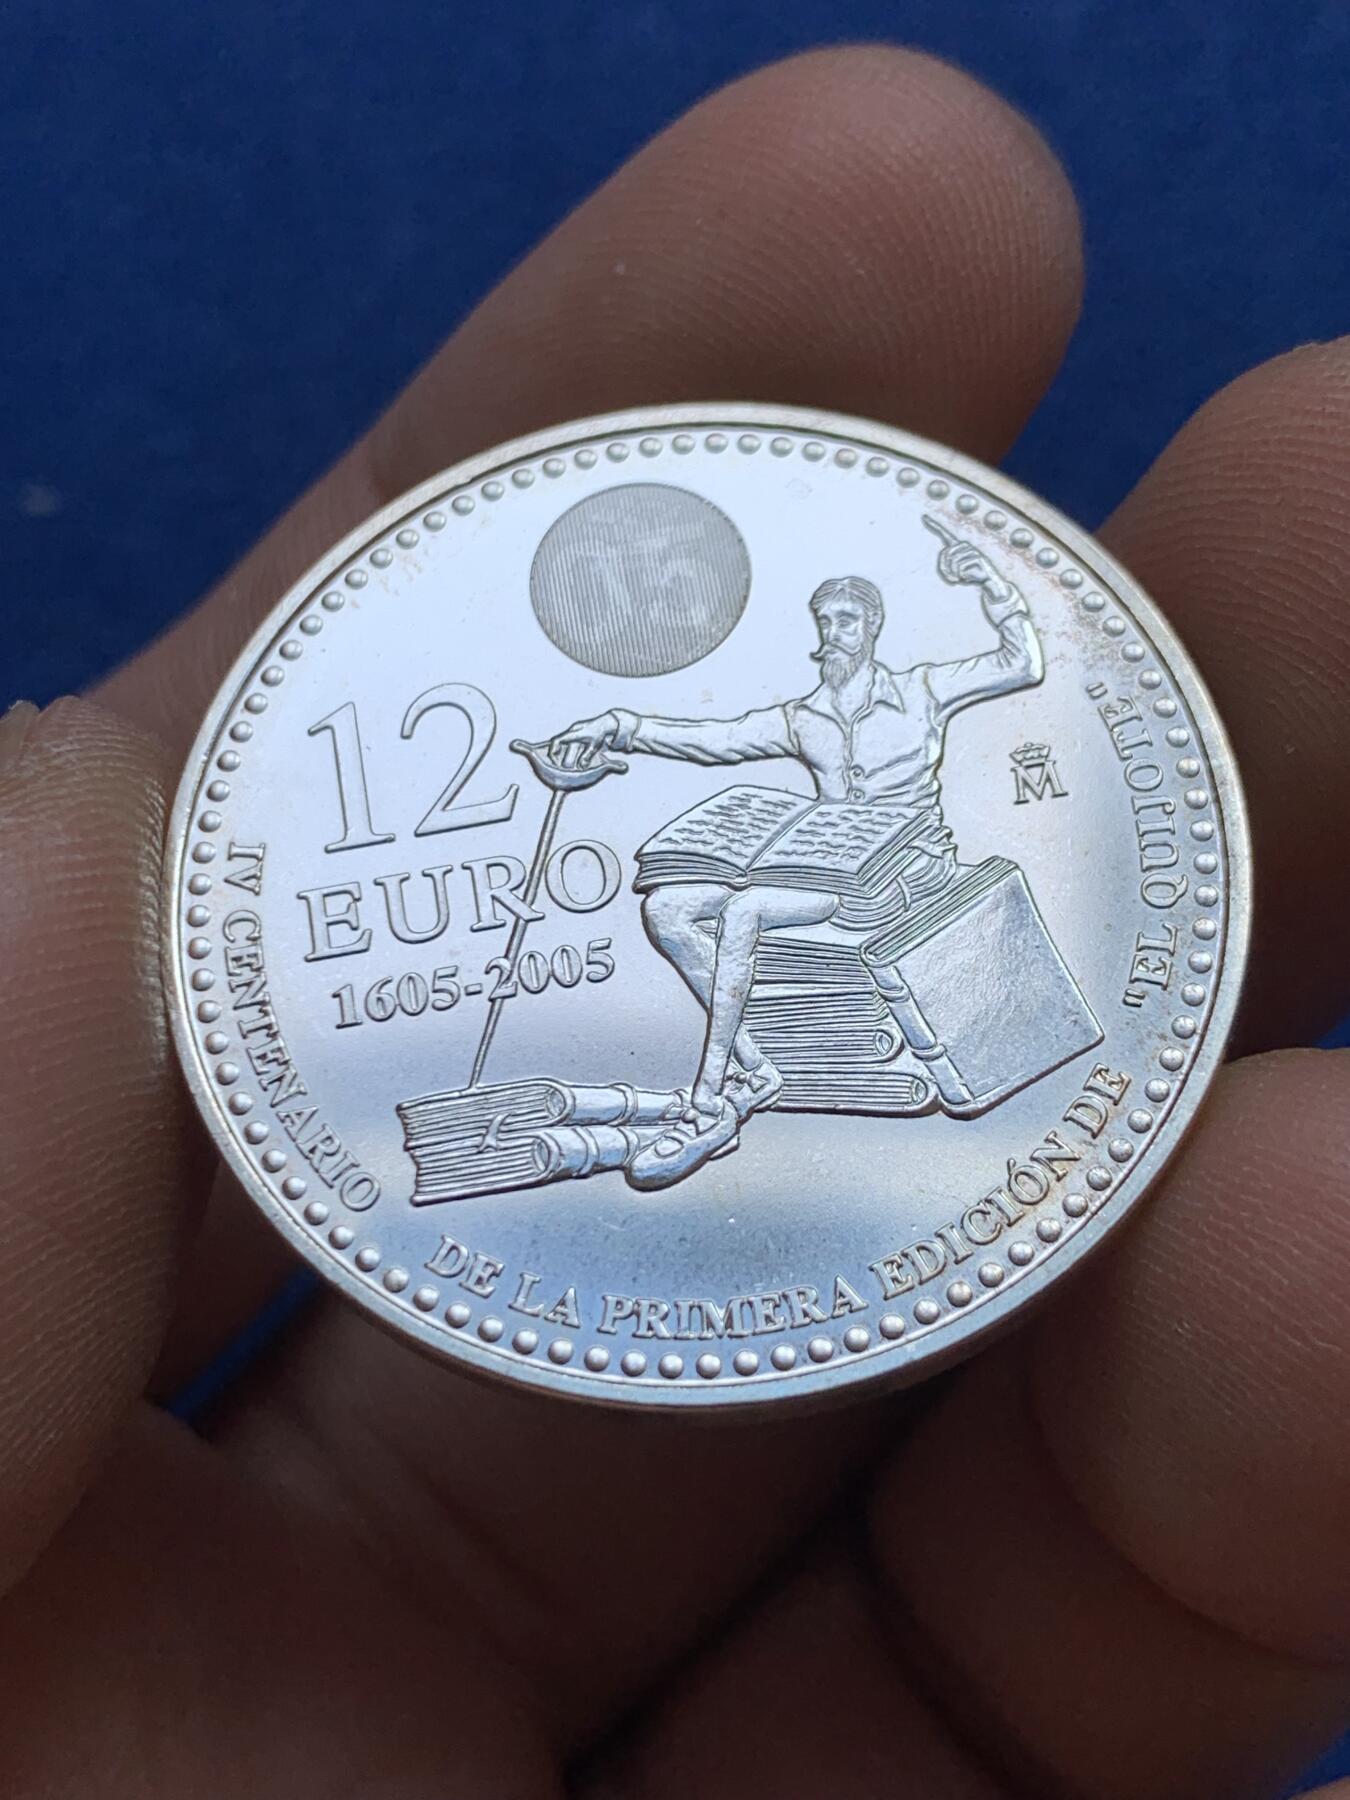 12
EURO
1605-2005
IV CENTENARIO DE LA PRIMERA EDICIÓN DE "EL QUIJOTE"
M